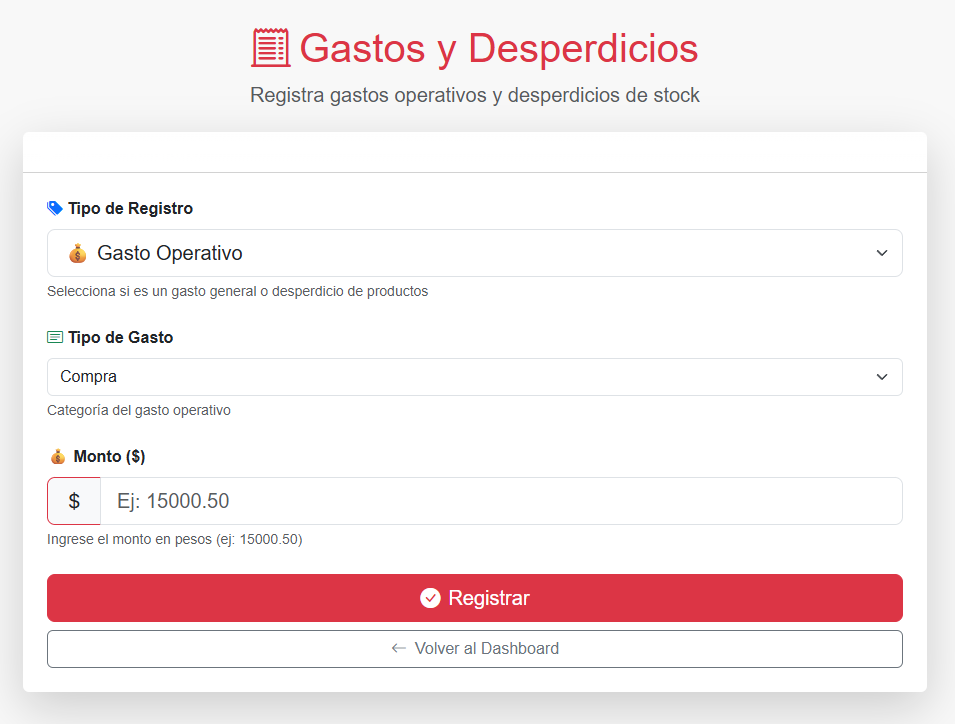 Gastos y Desperdicios
Registra gastos operativos y desperdicios de stock
Tipo de Registro
💰 Gasto Operativo
Selecciona si es un gasto general o desperdicio de productos
Tipo de Gasto
Compra
Categoría del gasto operativo
💰 Monto ($)
$ Ej: 15000.50
Ingrese el monto en pesos (ej: 15000.50)
Registrar
← Volver al Dashboard